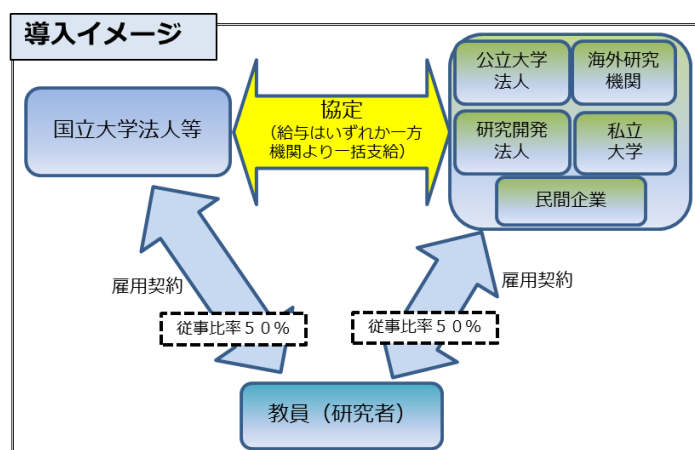 導入イメージ
国立大学法人等
協定
（給与はいずれか一方
機関より一括支給）
公立大学
法人
海外研究
機関
研究開発
法人
私立
大学
民間企業
雇用契約
雇用契約
従事比率５０％
従事比率５０％
教員（研究者）